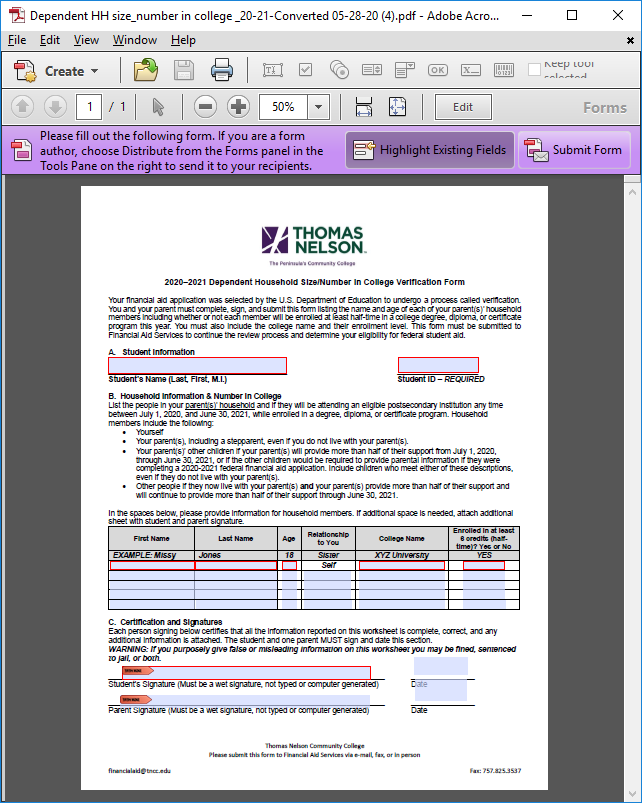 Dependent HH size_number in college _20-21-Converted 05-28-20 (4).pdf - Adobe Acro...
File Edit View Window Help
Create
Keep tool
selected
1 / 1 50% Edit Forms
Please fill out the following form. If you are a form
author, choose Distribute from the Forms panel in the
Tools Pane on the right to send it to your recipients.
Highlight Existing Fields
Submit Form
THOMAS
NELSON
The Peninsula's Community College
2020–2021 Dependent Household Size/Number in College Verification Form
Your financial aid application was selected by the U.S. Department of Education to undergo a process called verification.
You and your parent must complete, sign, and submit this form listing the name and age of each of your parent(s)' household
members including whether or not each member will be enrolled at least half-time in a college degree, diploma, or certificate
program this year. You must also include the college name and their enrollment level. This form must be submitted to
Financial Aid Services to continue the review process and determine your eligibility for federal student aid.
A. Student Information
Student's Name (Last, First, M.I.) Student ID – REQUIRED
B. Household Information & Number in College
List the people in your parent(s)' household and if they will be attending an eligible postsecondary institution any time
between July 1, 2020, and June 30, 2021, while enrolled in a degree, diploma, or certificate program. Household
members include the following:
• Yourself
• Your parent(s), including a stepparent, even if you do not live with your parent(s).
• Your parent(s)' other children if your parent(s) will provide more than half of their support from July 1, 2020,
through June 30, 2021, or if the other children would be required to provide parental information if they were
completing a 2020-2021 federal financial aid application. Include children who meet either of these descriptions,
even if they do not live with your parent(s).
• Other people if they now live with your parent(s) and your parent(s) provide more than half of their support and
will continue to provide more than half of their support through June 30, 2021.
In the spaces below, please provide information for household members. If additional space is needed, attach additional
sheet with student and parent signature.
First Name Last Name Age Relationship to You College Name Enrolled in at least 6 credits (half-time)? Yes or No
EXAMPLE: Missy Jones 18 Sister XYZ University YES
Self
C. Certification and Signatures
Each person signing below certifies that all the information reported on this worksheet is complete, correct, and any
additional information is attached. The student and one parent MUST sign and date this section.
WARNING: If you purposely give false or misleading information on this worksheet you may be fined, sentenced
to jail, or both.
Student's Signature (Must be a wet signature, not typed or computer generated) Date
Parent Signature (Must be a wet signature, not typed or computer generated) Date
Thomas Nelson Community College
Please submit this form to Financial Aid Services via e-mail, fax, or in person
financialaid@tncc.edu Fax: 757.825.3537